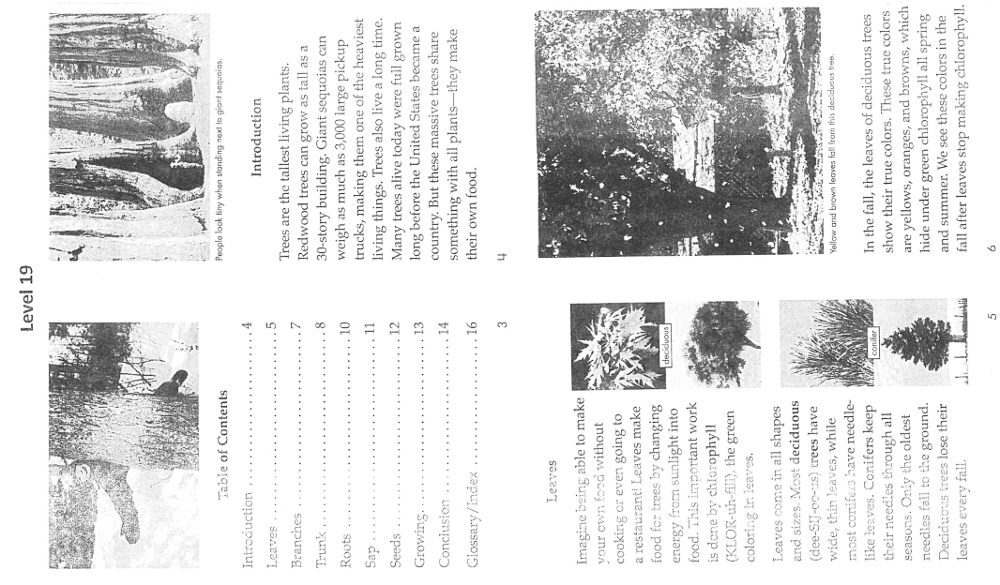 Level 19
Table of Contents
Introduction . . . . . . . . . . . . . . . . . . . . . . . . . . 4
Leaves . . . . . . . . . . . . . . . . . . . . . . . . . . . . . . 5
Branches . . . . . . . . . . . . . . . . . . . . . . . . . . . . 7
Trunk . . . . . . . . . . . . . . . . . . . . . . . . . . . . . . . 8
Roots . . . . . . . . . . . . . . . . . . . . . . . . . . . . . . 10
Sap . . . . . . . . . . . . . . . . . . . . . . . . . . . . . . . . 11
Seeds . . . . . . . . . . . . . . . . . . . . . . . . . . . . . . 12
Growing . . . . . . . . . . . . . . . . . . . . . . . . . . . . 13
Conclusion . . . . . . . . . . . . . . . . . . . . . . . . . . 14
Glossary/Index . . . . . . . . . . . . . . . . . . . . . . 16
3
People look tiny when standing next to giant sequoias.
Introduction
Trees are the tallest living plants.
Redwood trees can grow as tall as a
30-story building. Giant sequoias can
weigh as much as 3,000 large pickup
trucks, making them one of the heaviest
living things. Trees also live a long time.
Many trees alive today were full grown
long before the United States became a
country. But these massive trees share
something with all plants—they make
their own food.
4
Leaves
Imagine being able to make
your own food without
cooking or even going to
a restaurant! Leaves make
food for trees by changing
energy from sunlight into
food. This important work
is done by chlorophyll
(KLOR-uh-fill), the green
coloring in leaves.
deciduous
Leaves come in all shapes
and sizes. Most deciduous
(dee-SIJ-oo-us) trees have
wide, thin leaves, while
most conifers have needle-
like leaves. Conifers keep
their needles through all
seasons. Only the oldest
needles fall to the ground.
Deciduous trees lose their
leaves every fall.
conifer
5
Yellow and brown leaves fall from this deciduous tree.
In the fall, the leaves of deciduous trees
show their true colors. These true colors
are yellows, oranges, and browns, which
hide under green chlorophyll all spring
and summer. We see these colors in the
fall after leaves stop making chlorophyll.
6